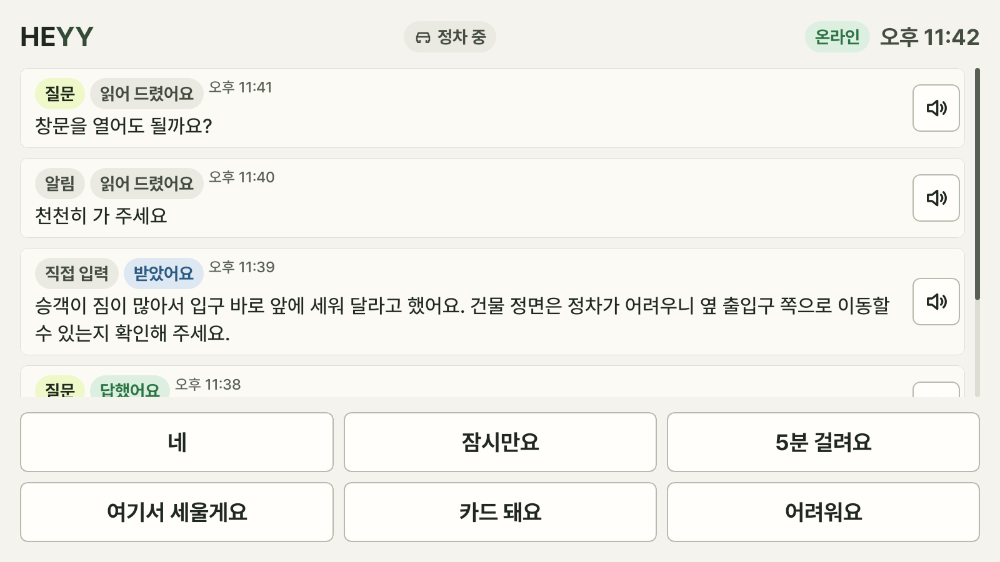 HEYY
정차 중
온라인 오후 11:42
질문 읽어 드렸어요 오후 11:41
창문을 열어도 될까요?
알림 읽어 드렸어요 오후 11:40
천천히 가 주세요
직접 입력 받았어요 오후 11:39
승객이 짐이 많아서 입구 바로 앞에 세워 달라고 했어요. 건물 정면은 정차가 어려우니 옆 출입구 쪽으로 이동할
수 있는지 확인해 주세요.
질문 답했어요 오후 11:38
네
잠시만요
5분 걸려요
여기서 세울게요
카드 돼요
어려워요